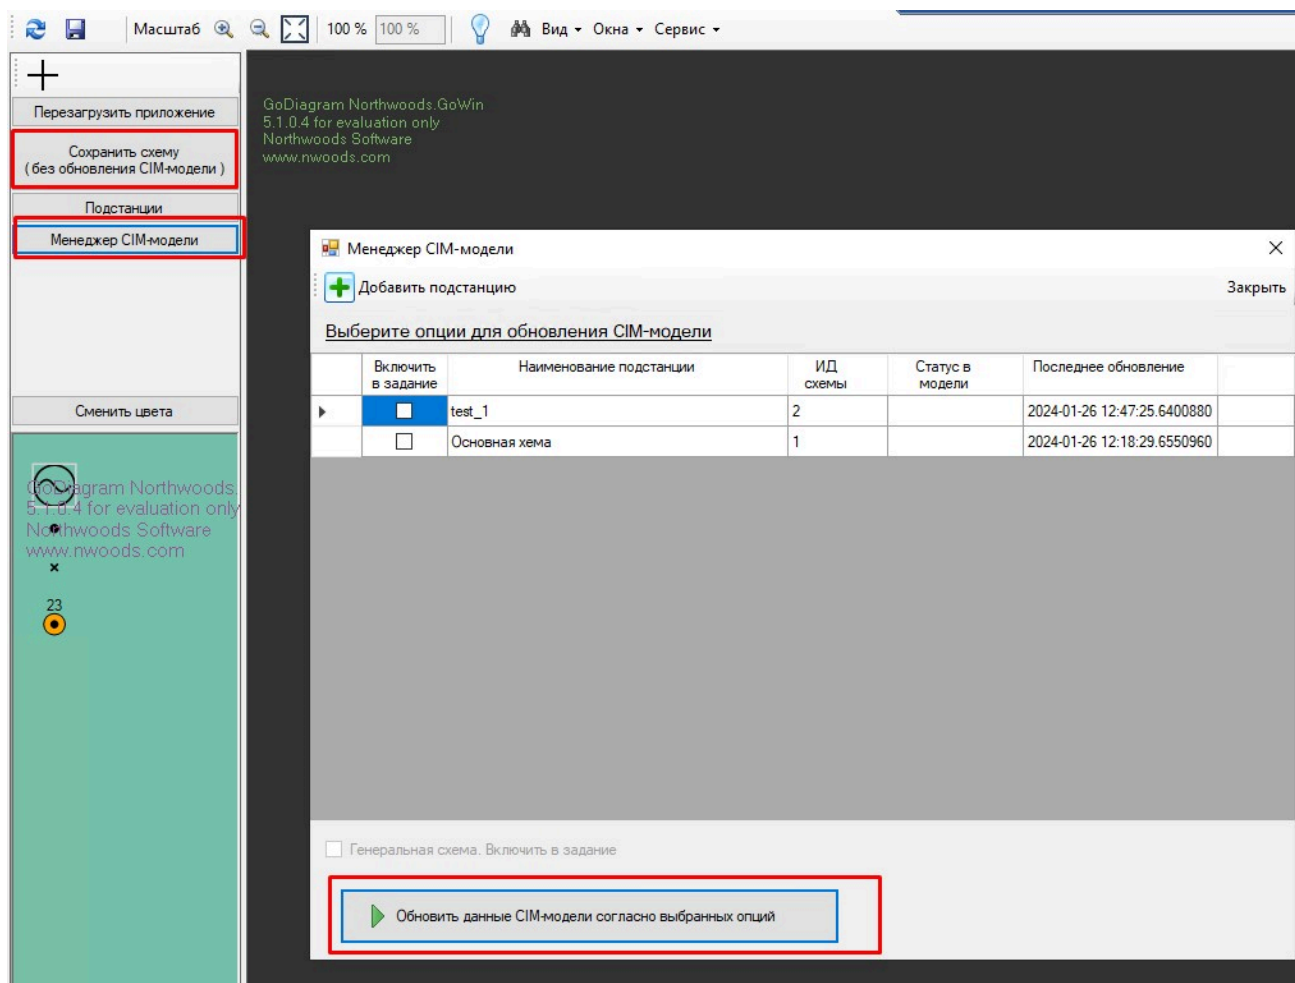 Масштаб 100 % 100 % Вид Окна Сервис
Перезагрузить приложение
Сохранить схему
( без обновления CIM-модели )
Подстанции
Менеджер CIM-модели
Сменить цвета
GoDiagram Northwoods.
5.1.0.4 for evaluation only
Northwoods Software
www.nwoods.com
23
GoDiagram Northwoods.GoWin
5.1.0.4 for evaluation only
Northwoods Software
www.nwoods.com
Менеджер CIM-модели
Добавить подстанцию Закрыть
Выберите опции для обновления CIM-модели
Включить в задание Наименование подстанции ИД схемы Статус в модели Последнее обновление
test_1 2 2024-01-26 12:47:25.6400880
Основная хема 1 2024-01-26 12:18:29.6550960
Генеральная схема. Включить в задание
Обновить данные CIM-модели согласно выбранных опций